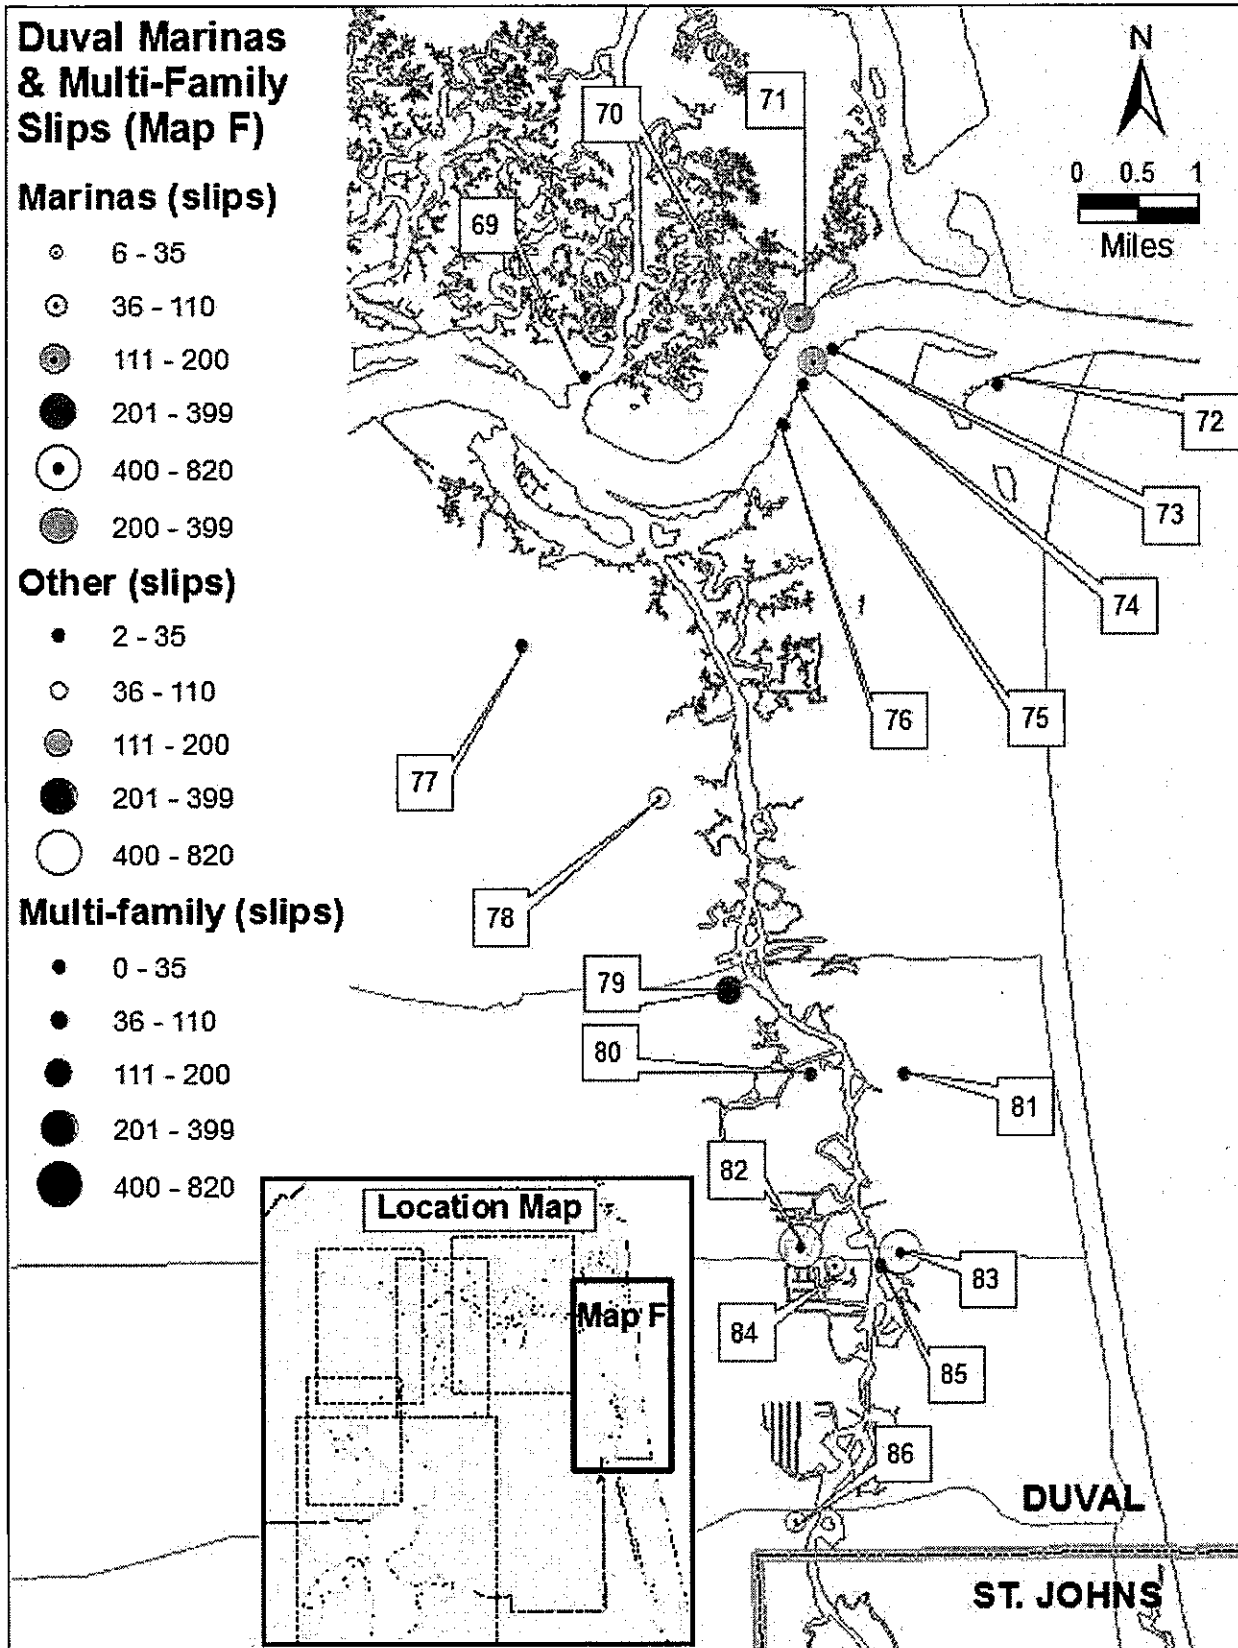 Duval Marinas
& Multi-Family
Slips (Map F)
Marinas (slips)
6 - 35
36 - 110
111 - 200
201 - 399
400 - 820
200 - 399
Other (slips)
2 - 35
36 - 110
111 - 200
201 - 399
400 - 820
Multi-family (slips)
0 - 35
36 - 110
111 - 200
201 - 399
400 - 820
N
0 0.5 1
Miles
69
70
71
72
73
74
75
76
77
78
79
80
81
82
83
84
85
86
DUVAL
ST. JOHNS
Location Map
Map F